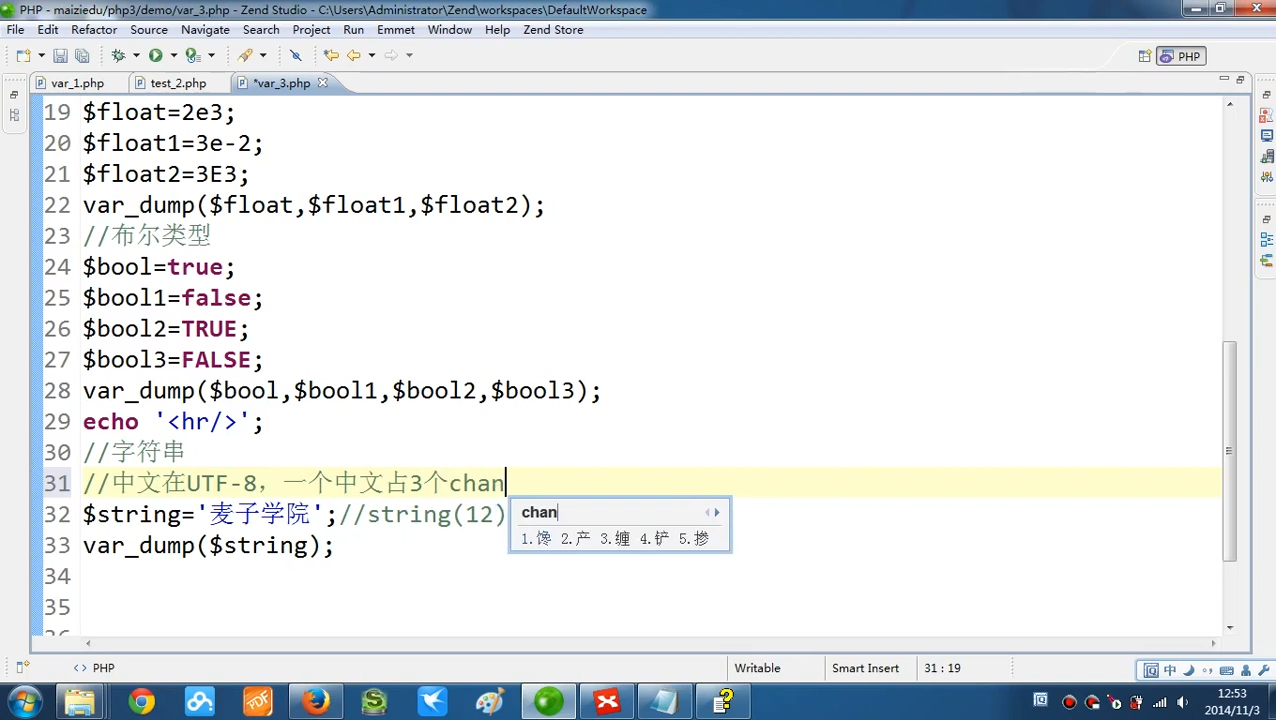 PHP - maiziedu/php3/demo/var_3.php - Zend Studio - C:\Users\Administrator\Zend\workspaces\DefaultWorkspace
File Edit Refactor Source Navigate Search Project Run Emmet Window Help Zend Store
PHP
var_1.php test_2.php *var_3.php
19 $float=2e3;
20 $float1=3e-2;
21 $float2=3E3;
22 var_dump($float,$float1,$float2);
23 //布尔类型
24 $bool=true;
25 $bool1=false;
26 $bool2=TRUE;
27 $bool3=FALSE;
28 var_dump($bool,$bool1,$bool2,$bool3);
29 echo '<hr/>';
30 //字符串
31 //中文在UTF-8，一个中文占3个chan
32 $string='麦子学院';//string(12)
chan
1.馋 2.产 3.缠 4.铲 5.掺
33 var_dump($string);
34
35
36
PHP Writable Smart Insert 31 : 19
中
PDF
12:53
2014/11/3